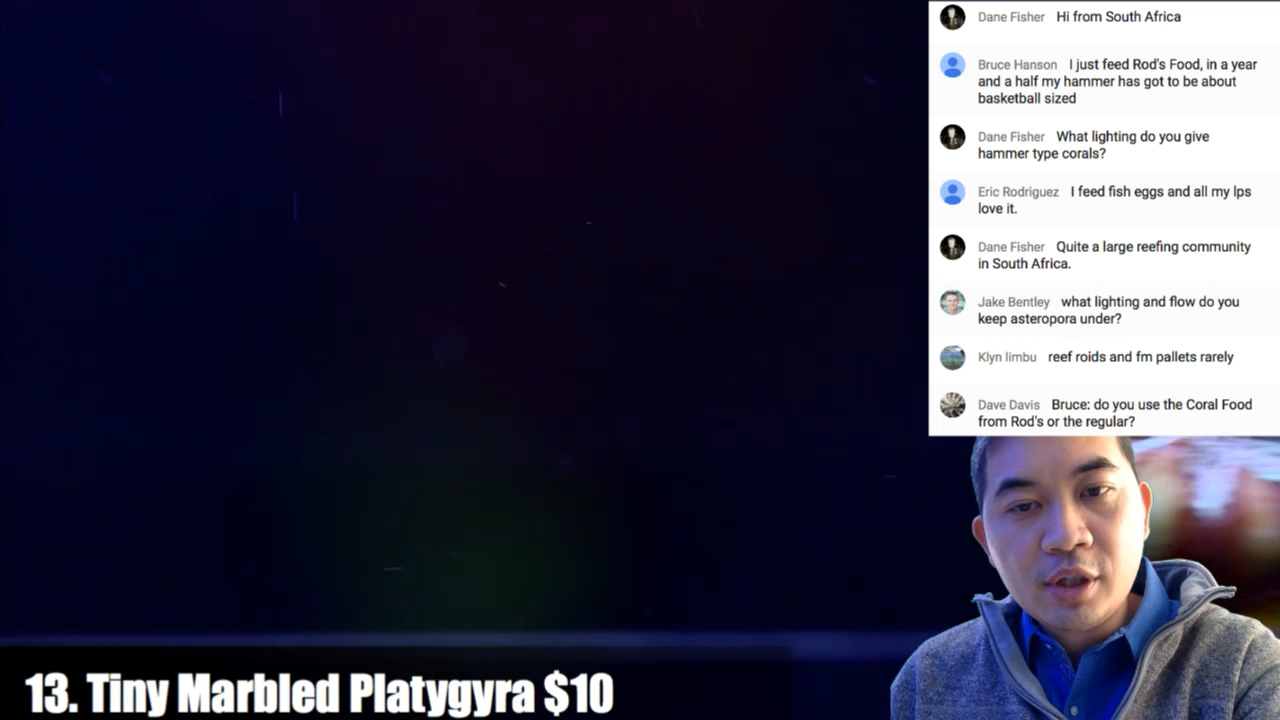 Dane Fisher Hi from South Africa
Bruce Hanson I just feed Rod's Food, in a year
and a half my hammer has got to be about
basketball sized
Dane Fisher What lighting do you give
hammer type corals?
Eric Rodriguez I feed fish eggs and all my lps
love it.
Dane Fisher Quite a large reefing community
in South Africa.
Jake Bentley what lighting and flow do you
keep asteropora under?
Klyn limbu reef roids and fm pallets rarely
Dave Davis Bruce: do you use the Coral Food
from Rod's or the regular?
13. Tiny Marbled Platygyra $10